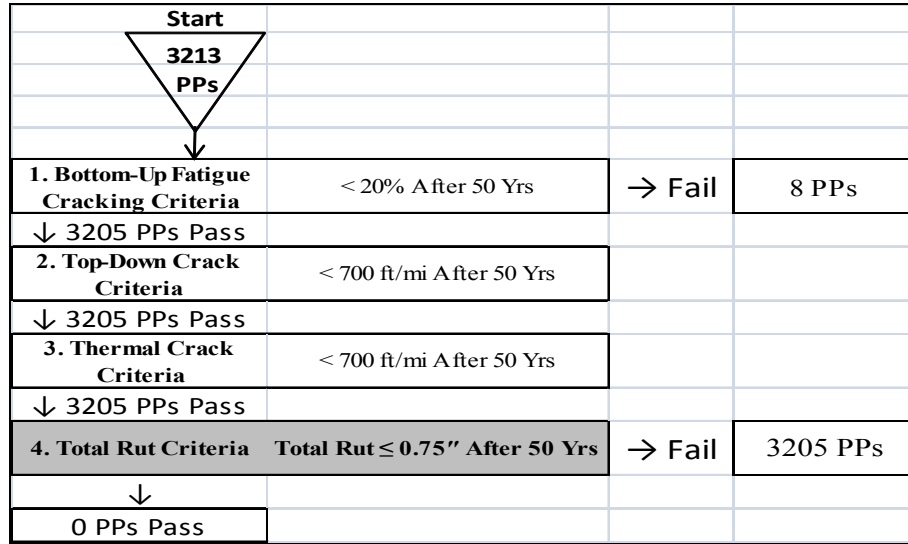 Start
3213
PPs
1. Bottom-Up Fatigue
Cracking Criteria
< 20% After 50 Yrs
→ Fail
8 PPs
↓ 3205 PPs Pass
2. Top-Down Crack
Criteria
< 700 ft/mi After 50 Yrs
↓ 3205 PPs Pass
3. Thermal Crack
Criteria
< 700 ft/mi After 50 Yrs
↓ 3205 PPs Pass
4. Total Rut Criteria
Total Rut ≤ 0.75″ After 50 Yrs
→ Fail
3205 PPs
↓
0 PPs Pass